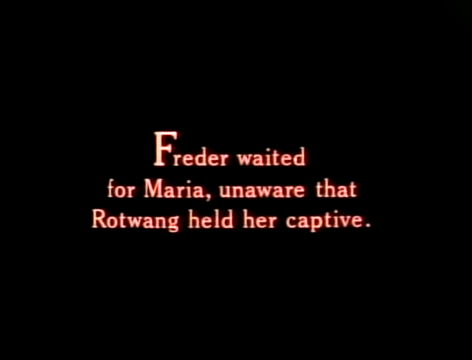 Freder waited
for Maria, unaware that
Rotwang held her captive.